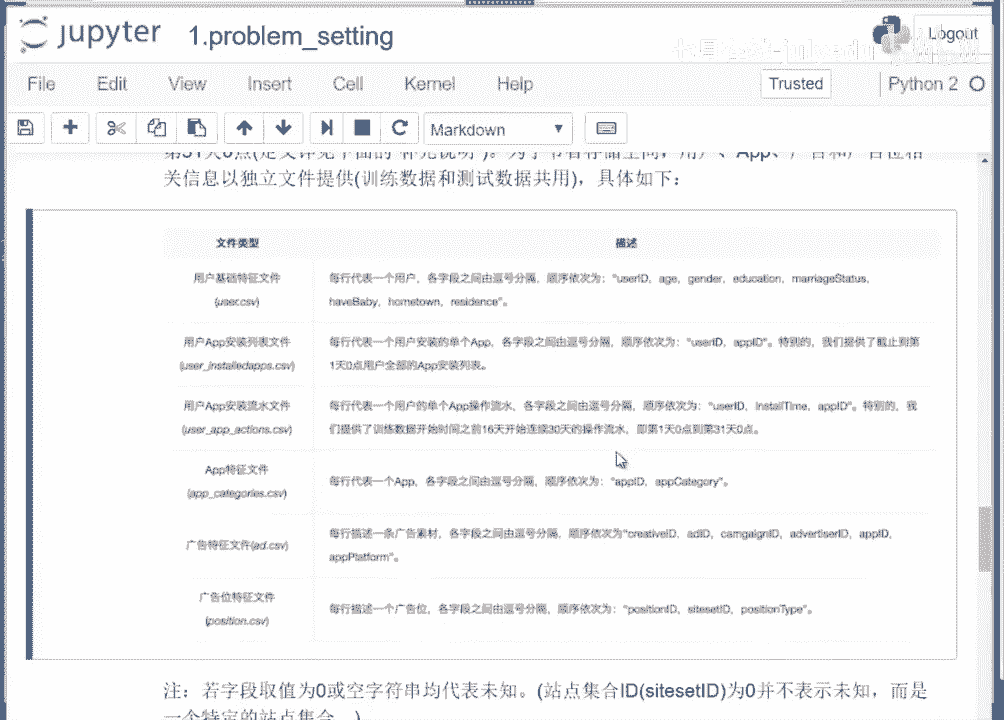 jupyter 1.problem_setting
Logout
File Edit View Insert Cell Kernel Help
Trusted
Python 2
Markdown
第31天0点(定义详见下面的"补充说明")。为了节省存储空间，用户、App、广告和广告位相
关信息以独立文件提供(训练数据和测试数据共用)，具体如下：
文件类型 描述
用户基础特征文件
(user.csv)
每行代表一个用户，各字段之间由逗号分隔，顺序依次为："userID，age，gender，education，marriageStatus，
haveBaby，hometown，residence"。
用户App安装列表文件
(user_installedapps.csv)
每行代表一个用户安装的单个App，各字段之间由逗号分隔，顺序依次为："userID，appID"。特别的，我们提供了截止到第
1天0点用户全部的App安装列表。
用户App安装流水文件
(user_app_actions.csv)
每行代表一个用户的单个App操作流水，各字段之间由逗号分隔，顺序依次为："userID，installTime，appID"。特别的，我
们提供了训练数据开始时间之前16天开始连续30天的操作流水，即第1天0点到第31天0点。
App特征文件
(app_categories.csv)
每行代表一个App，各字段之间由逗号分隔，顺序依次为："appID，appCategory"。
广告特征文件(ad.csv)
每行描述一条广告素材，各字段之间由逗号分隔，顺序依次为"creativeID，adID，camgaignID，advertiserID，appID，
appPlatform"。
广告位特征文件
(position.csv)
每行描述一个广告位，各字段之间由逗号分隔，顺序依次为："positionID，sitesetID，positionType"。
注：若字段取值为0或空字符串均代表未知。(站点集合ID(sitesetID)为0并不表示未知，而是
一个特定的站点集合。)